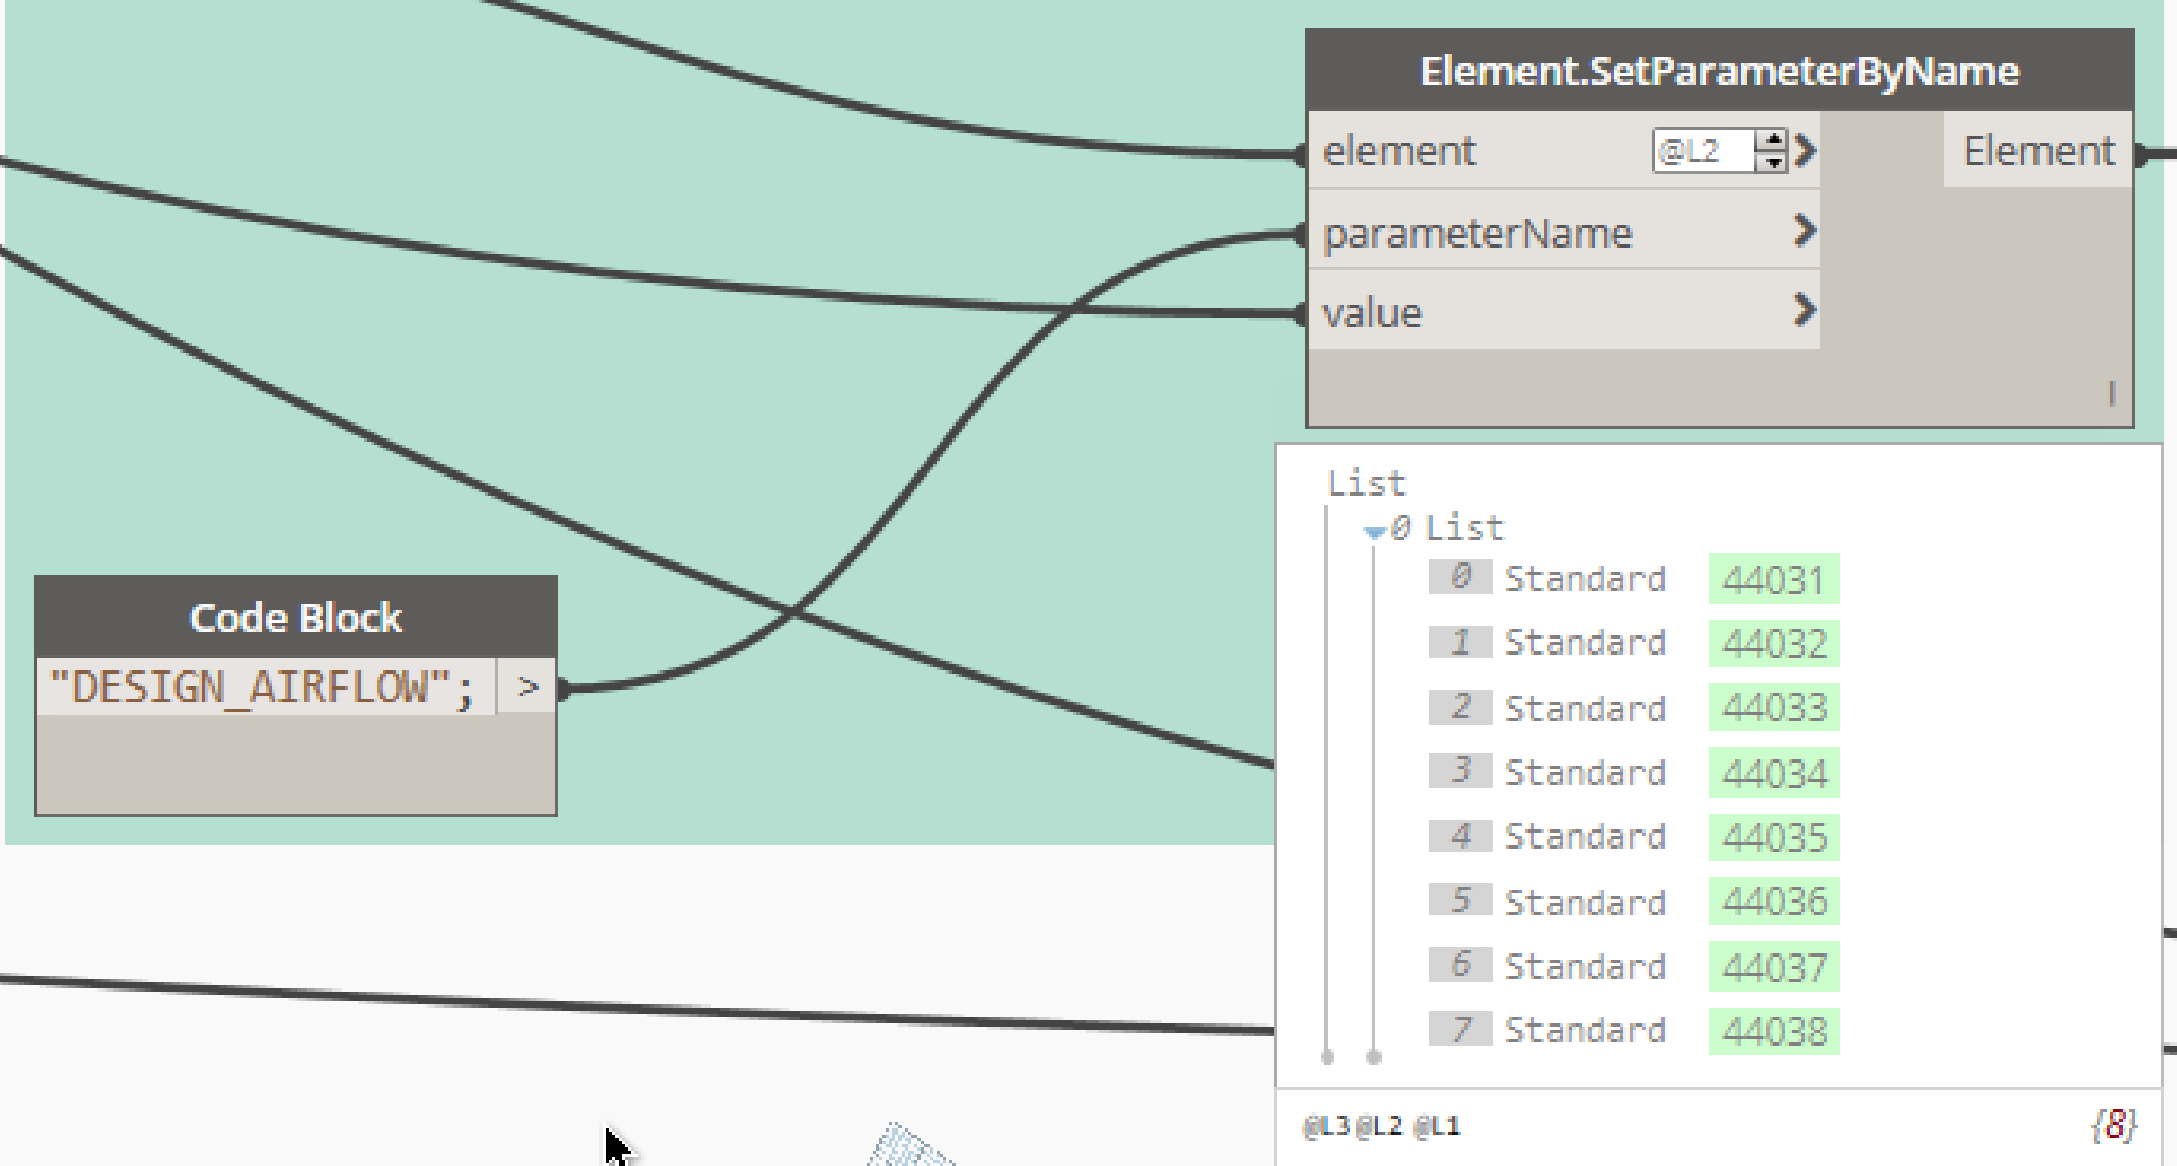 Element.SetParameterByName
element @L2 > Element
parameterName >
value >
|
Code Block
"DESIGN_AIRFLOW"; >
List
0 List
0 Standard 44031
1 Standard 44032
2 Standard 44033
3 Standard 44034
4 Standard 44035
5 Standard 44036
6 Standard 44037
7 Standard 44038
@L3 @L2 @L1 {8}